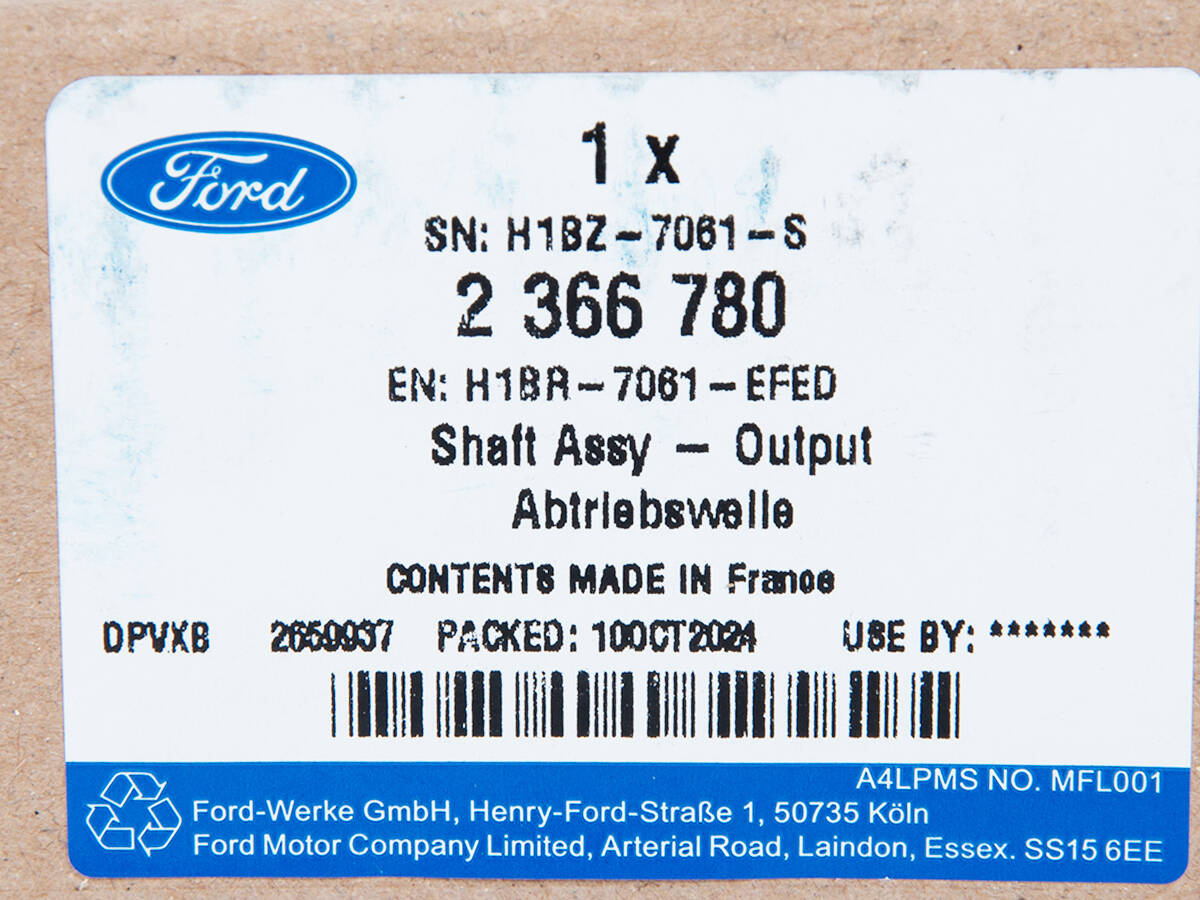 Ford
1 x
SN: H1BZ-7061-S
2 366 780
EN: H1BR-7061-EFED
Shaft Assy - Output
Abtriebswelle
CONTENTS MADE IN France
DPVXB 2659937 PACKED: 10OCT2024 USE BY: *******
A4LPMS NO. MFL001
Ford-Werke GmbH, Henry-Ford-Straße 1, 50735 Köln
Ford Motor Company Limited, Arterial Road, Laindon, Essex. SS15 6EE